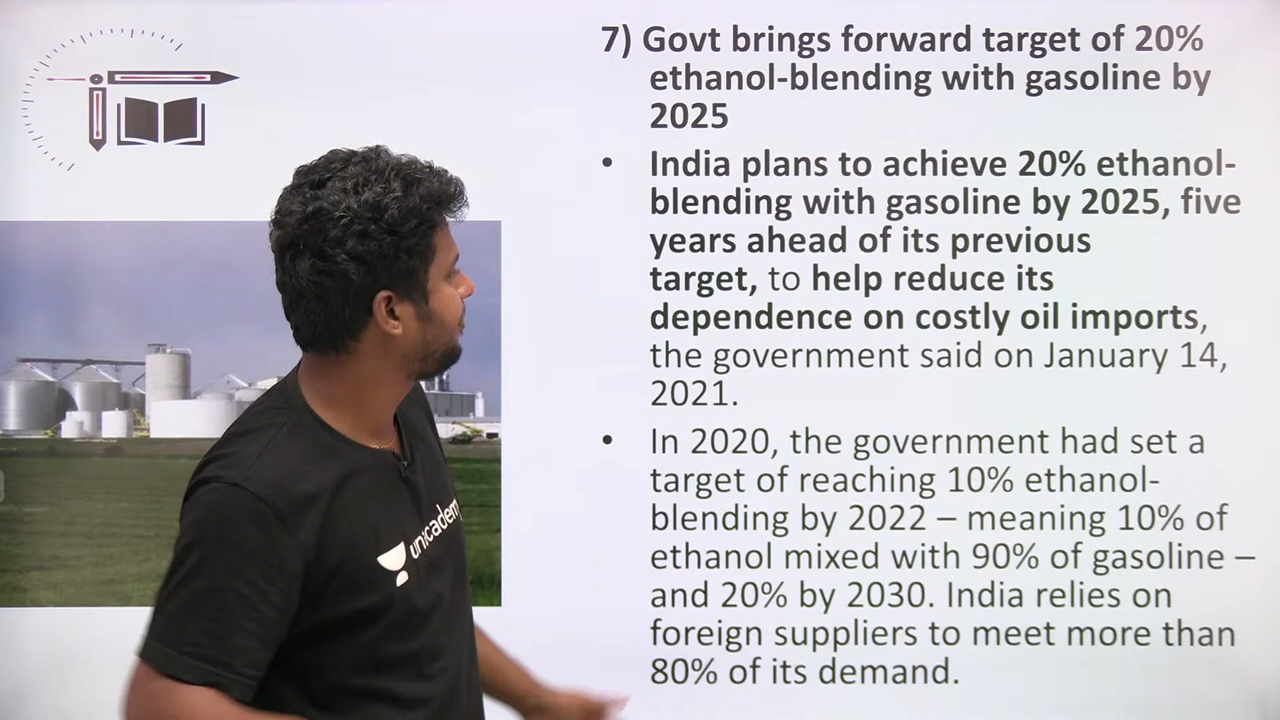 7) Govt brings forward target of 20%
ethanol-blending with gasoline by
2025
• India plans to achieve 20% ethanol-
blending with gasoline by 2025, five
years ahead of its previous
target, to help reduce its
dependence on costly oil imports,
the government said on January 14,
2021.
• In 2020, the government had set a
target of reaching 10% ethanol-
blending by 2022 – meaning 10% of
ethanol mixed with 90% of gasoline –
and 20% by 2030. India relies on
foreign suppliers to meet more than
80% of its demand.
unacademy